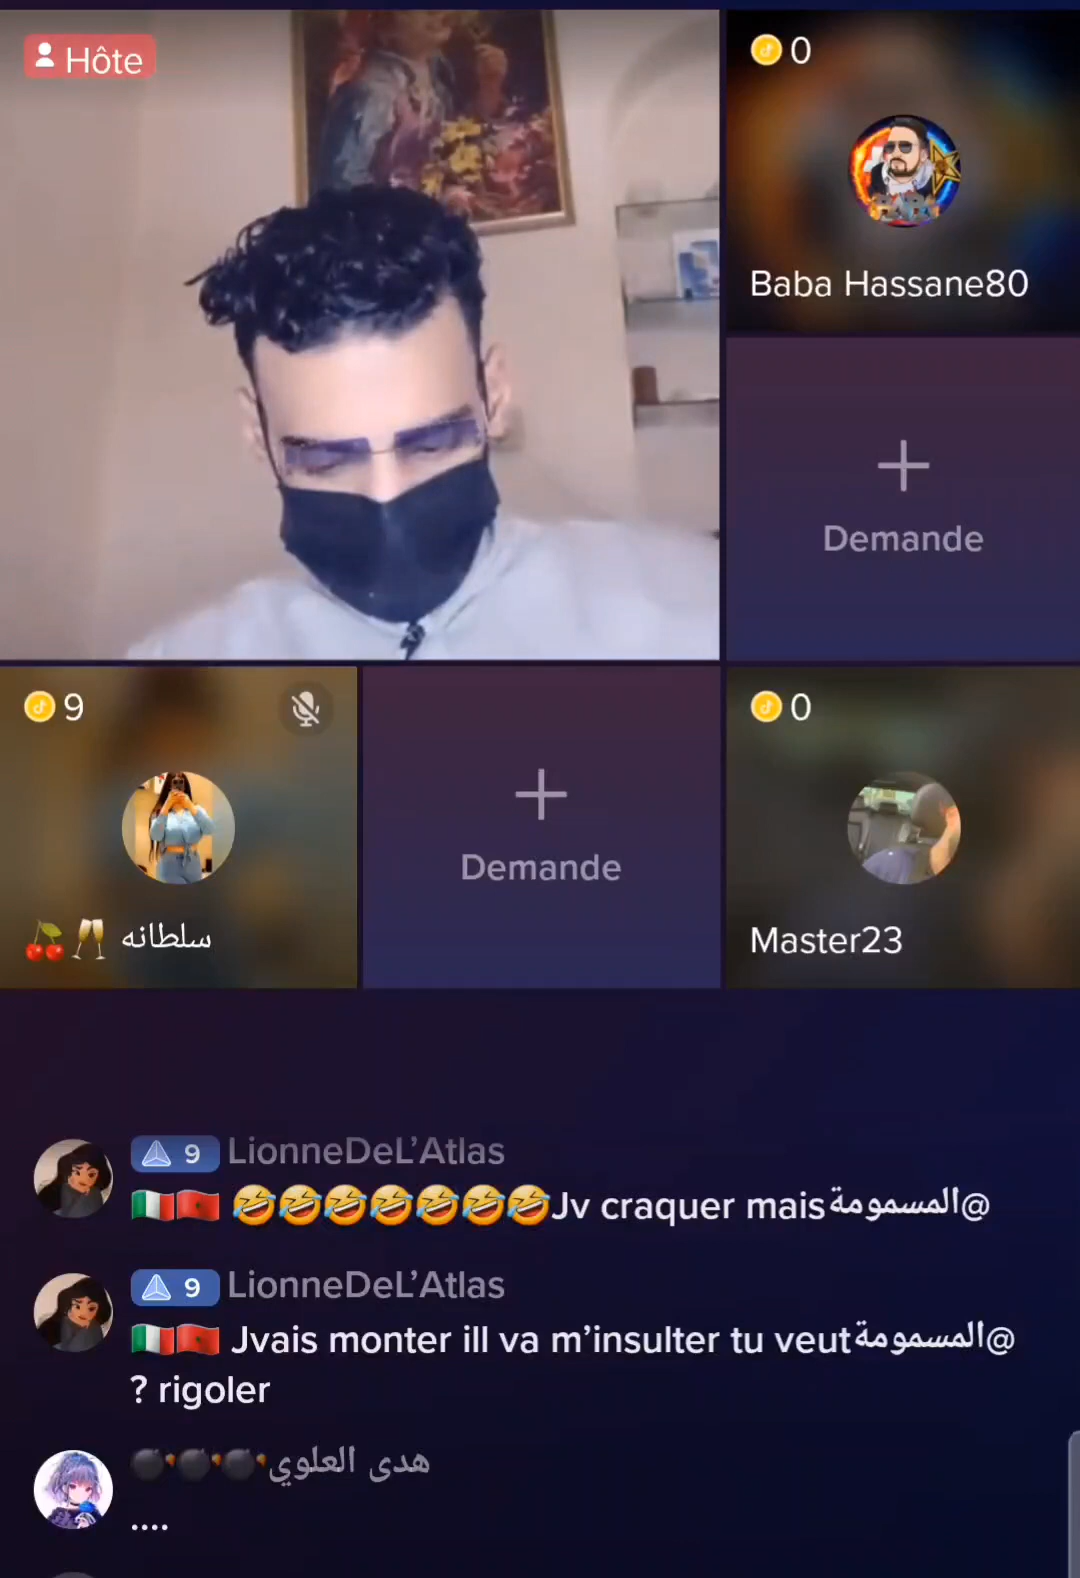 Hôte
0
Baba Hassane80
Demande
9
سلطانه 🥂🍒
Demande
0
Master23
9 LionneDeL’Atlas
@المسمومة🇮🇹🇲🇦 🤣🤣🤣🤣🤣🤣🤣Jv craquer mais
9 LionneDeL’Atlas
@المسمومة🇮🇹🇲🇦 Jvais monter ill va m’insulter tu veut
rigoler ?
هدى العلوي💣💣💣
....